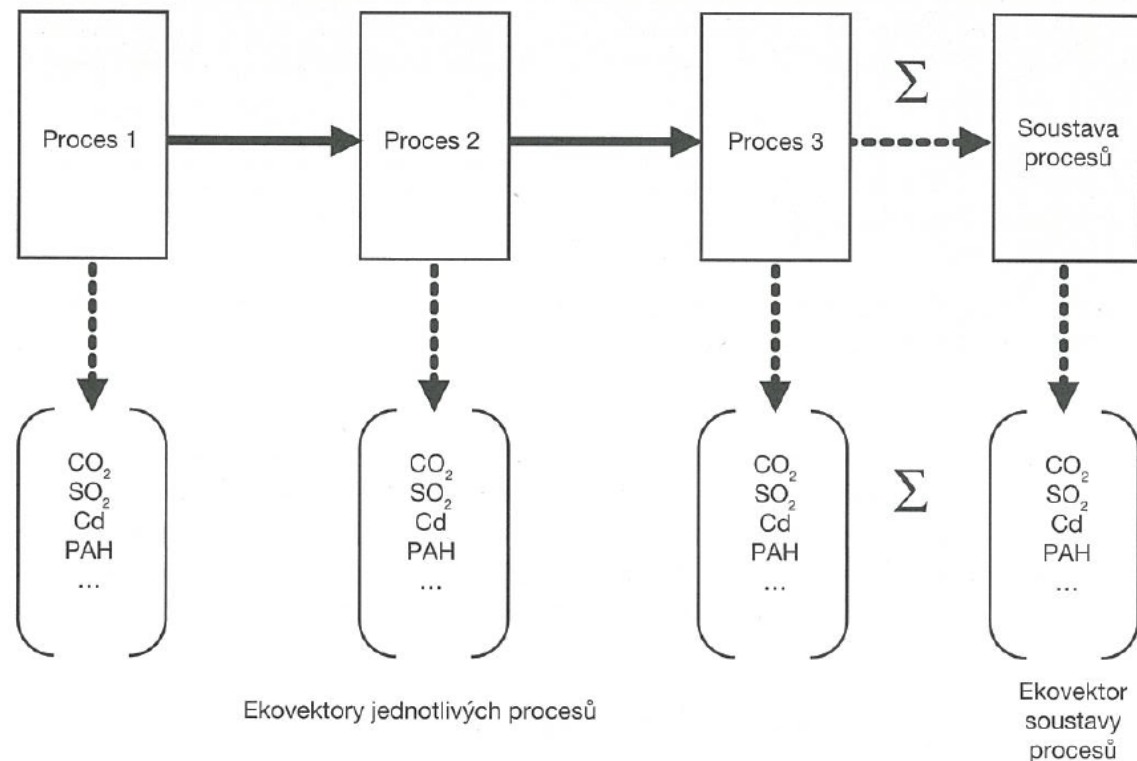 Proces 1
Proces 2
Proces 3
Σ
Soustava
procesů
CO₂
SO₂
Cd
PAH
...
CO₂
SO₂
Cd
PAH
...
CO₂
SO₂
Cd
PAH
...
Σ
CO₂
SO₂
Cd
PAH
...
Ekovektory jednotlivých procesů
Ekovektor
soustavy
procesů